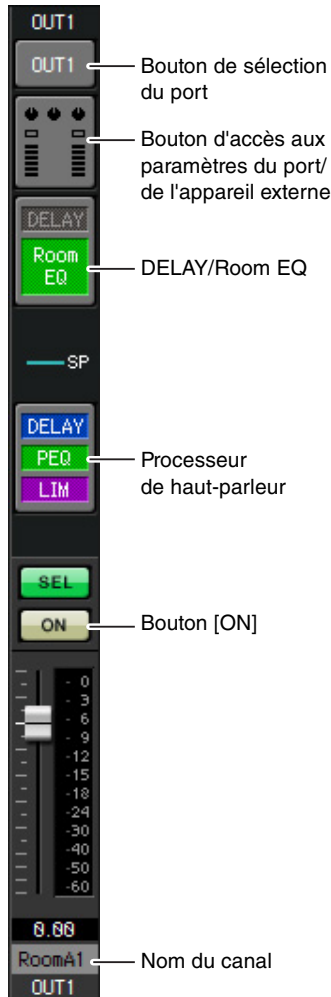 OUT1
OUT1
Bouton de sélection
du port
Bouton d'accès aux
paramètres du port/
de l'appareil externe
DELAY
Room
EQ
DELAY/Room EQ
SP
DELAY
PEQ
LIM
Processeur
de haut-parleur
SEL
ON
Bouton [ON]
- 0
- 3
- 6
- 9
-12
-15
-18
-24
-30
-40
-50
-60
0.00
RoomA1
Nom du canal
OUT1